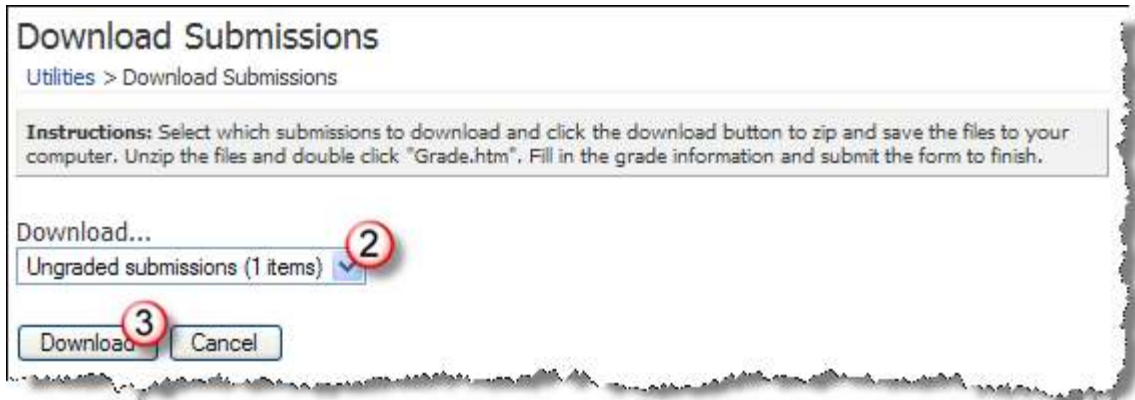 Download Submissions
Utilities > Download Submissions
Instructions: Select which submissions to download and click the download button to zip and save the files to your
computer. Unzip the files and double click "Grade.htm". Fill in the grade information and submit the form to finish.
Download...
2
Ungraded submissions (1 items)
3
Download Cancel